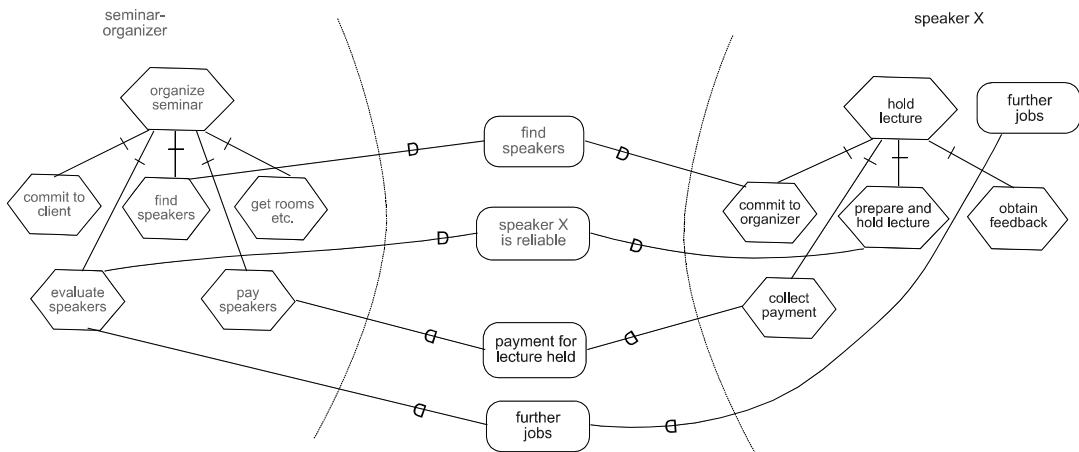 seminar-
organizer
speaker X
organize
seminar
find
speakers
hold
lecture
further
jobs
commit to
client
find
speakers
get rooms
etc.
commit to
organizer
prepare and
hold lecture
obtain
feedback
speaker X
is reliable
evaluate
speakers
pay
speakers
collect
payment
payment for
lecture held
further
jobs
D
D
D
D
D
D
D
D